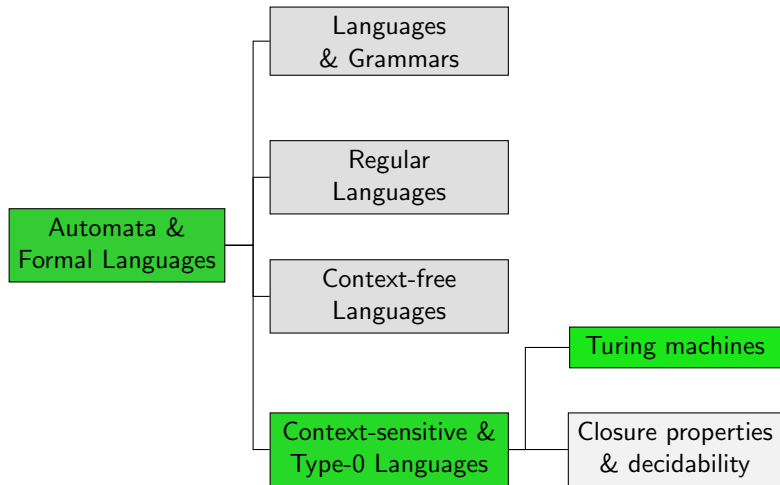 Languages
& Grammars
Regular
Languages
Automata &
Formal Languages
Context-free
Languages
Turing machines
Context-sensitive &
Type-0 Languages
Closure properties
& decidability